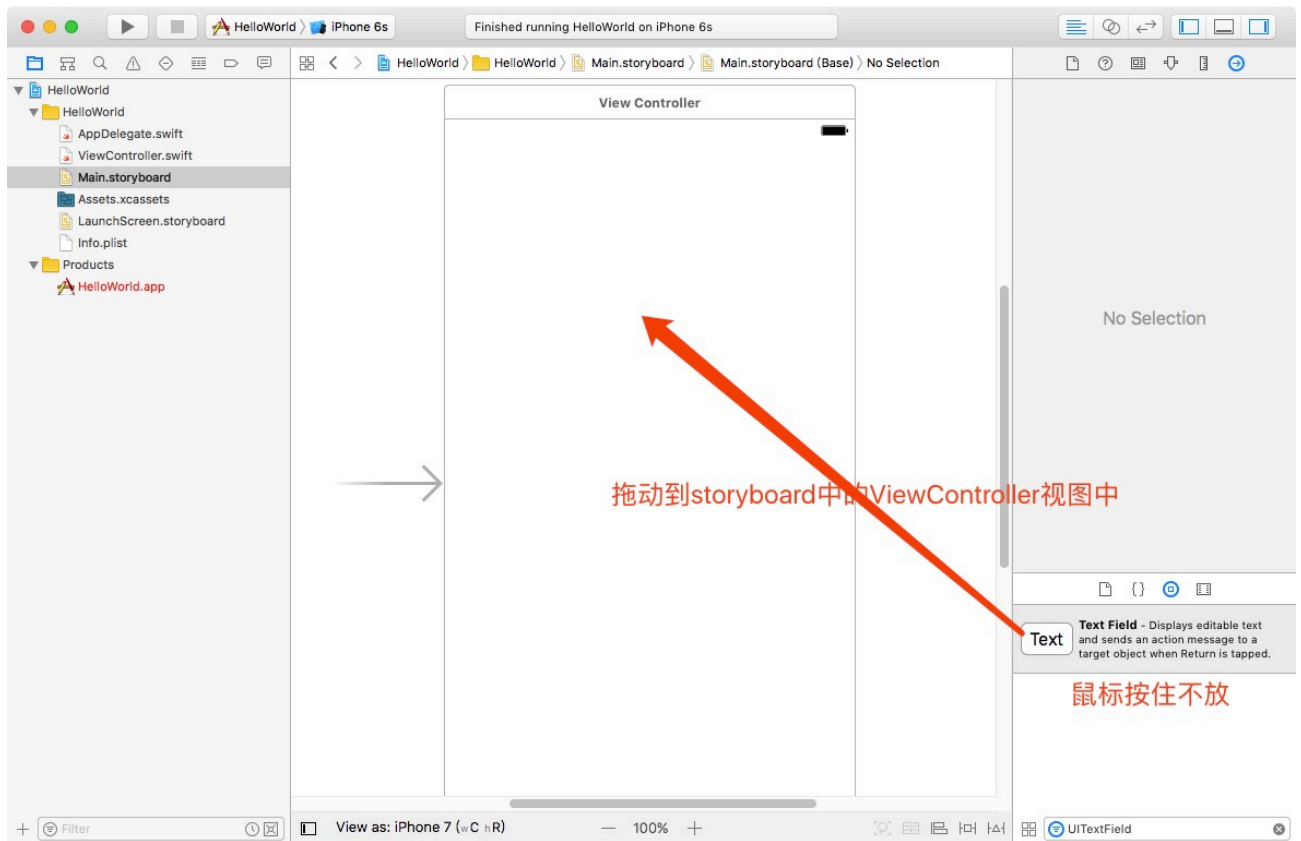 HelloWorld 〉 iPhone 6s
Finished running HelloWorld on iPhone 6s
HelloWorld 〉 HelloWorld 〉 Main.storyboard 〉 Main.storyboard (Base) 〉 No Selection
HelloWorld
HelloWorld
AppDelegate.swift
ViewController.swift
Main.storyboard
Assets.xcassets
LaunchScreen.storyboard
Info.plist
Products
HelloWorld.app
View Controller
No Selection
拖动到storyboard中的ViewController视图中
Text
Text Field - Displays editable text
and sends an action message to a
target object when Return is tapped.
鼠标按住不放
Filter
View as: iPhone 7 (wC hR)
— 100% +
UITextField